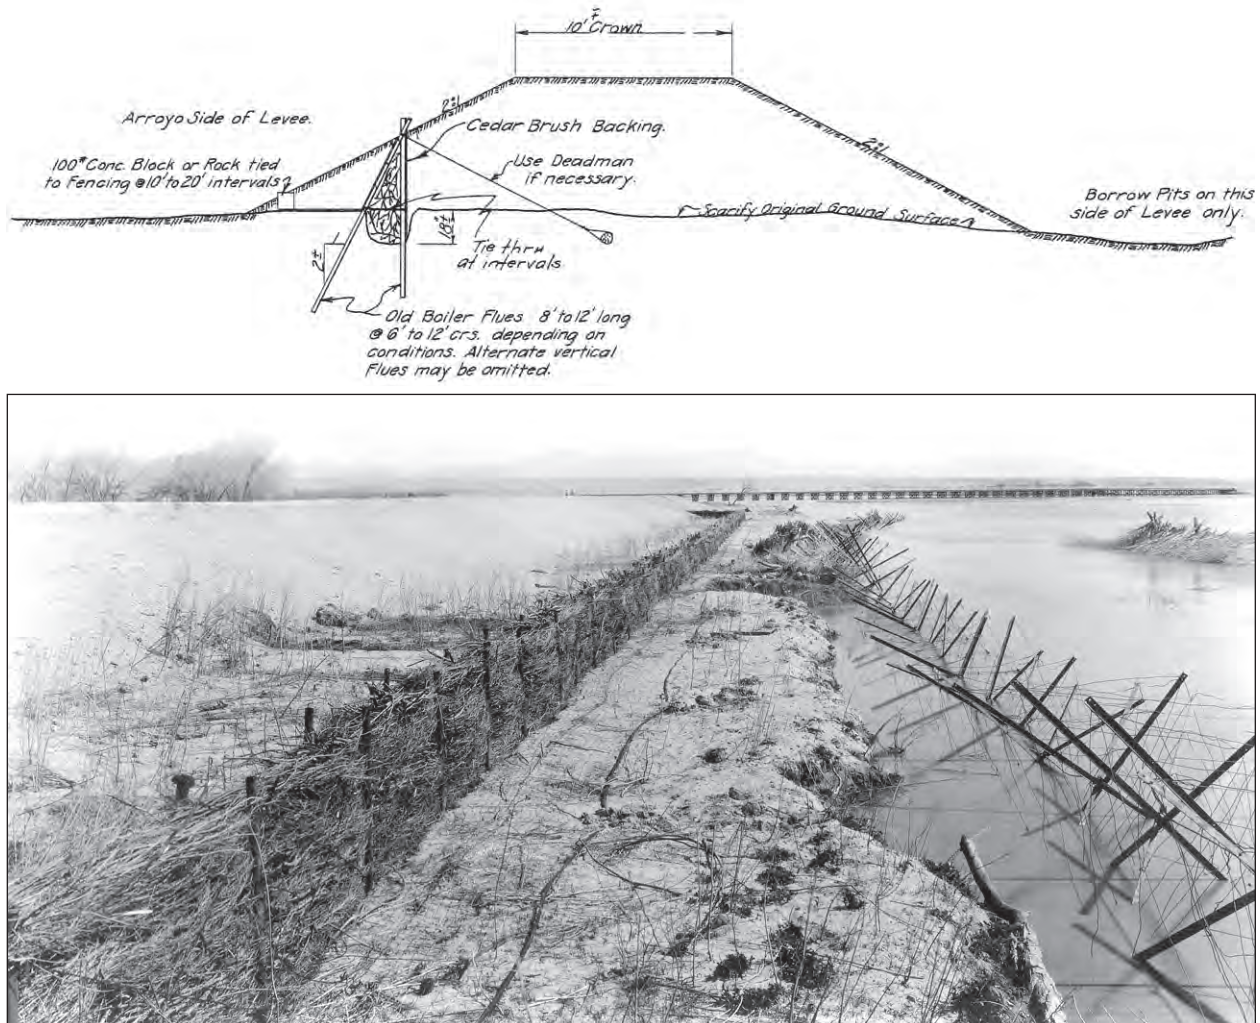 10'± Crown
2:1
Arroyo Side of Levee.
Cedar Brush Backing.
100# Conc. Block or Rock tied
to Fencing @ 10' to 20' intervals
Use Deadman
if necessary.
2:1
Borrow Pits on this
side of Levee only.
Scarify Original Ground Surface
18"±
Tie thru
at intervals
1
2±
Old Boiler Flues 8' to 12' long
@ 6' to 12' crs. depending on
conditions. Alternate vertical
Flues may be omitted.